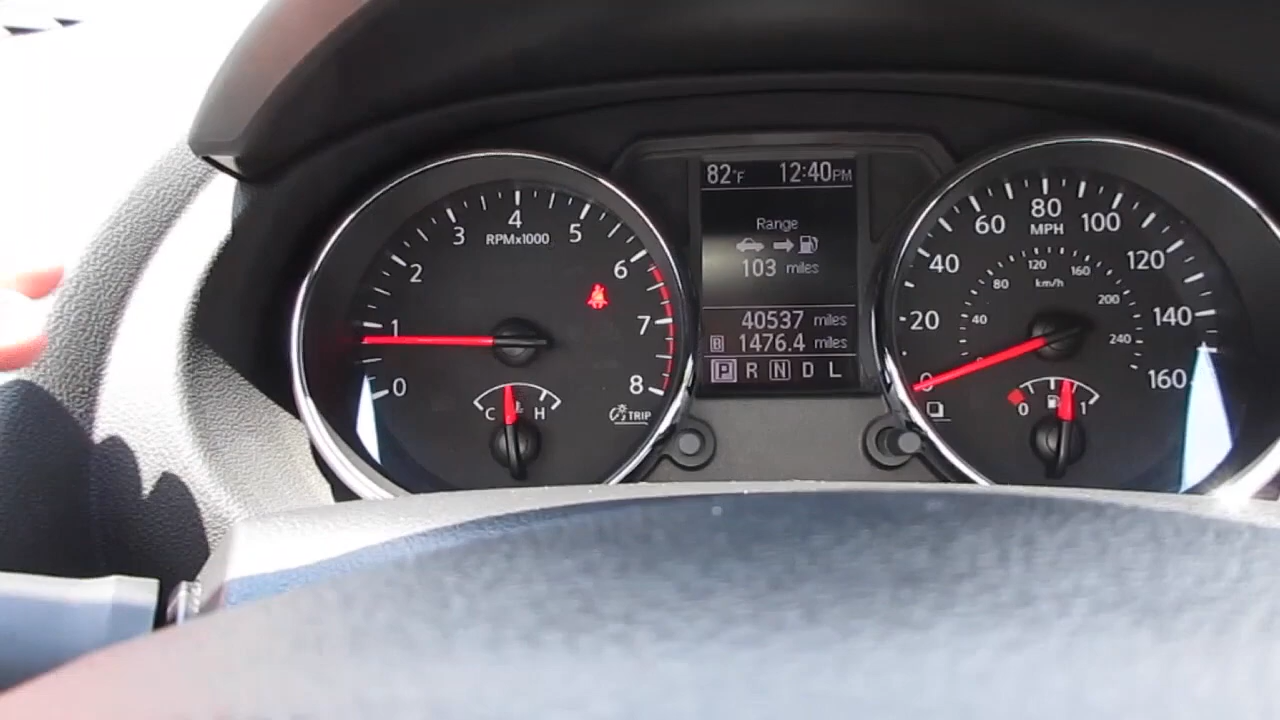 82°F 12:40PM
Range
103 miles
40537 miles
B 1476.4 miles
P R N D L
0 1 2 3 4 5 6 7 8
RPMx1000
C H
TRIP
0 20 40 60 80 100 120 140 160
MPH
40 80 120 160 200 240
km/h
0 1